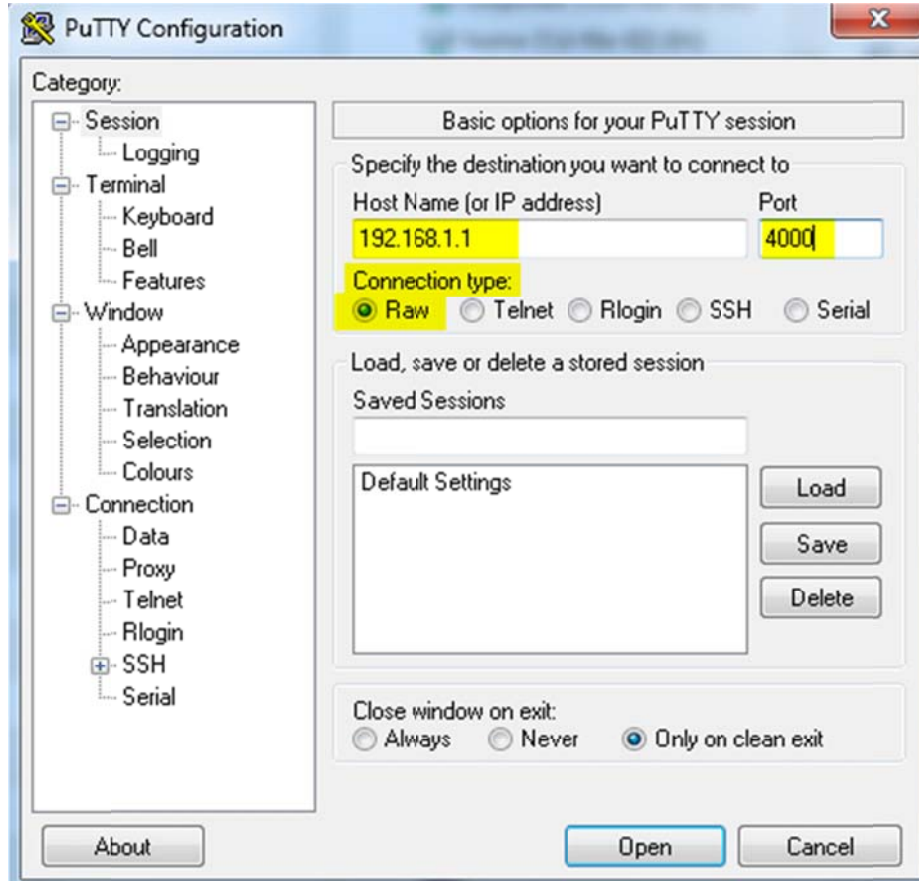 PuTTY Configuration
Category:
Session
Logging
Terminal
Keyboard
Bell
Features
Window
Appearance
Behaviour
Translation
Selection
Colours
Connection
Data
Proxy
Telnet
Rlogin
SSH
Serial
Basic options for your PuTTY session
Specify the destination you want to connect to
Host Name (or IP address) Port
192.168.1.1 4000
Connection type:
Raw Telnet Rlogin SSH Serial
Load, save or delete a stored session
Saved Sessions
Default Settings
Load
Save
Delete
Close window on exit:
Always Never Only on clean exit
About Open Cancel